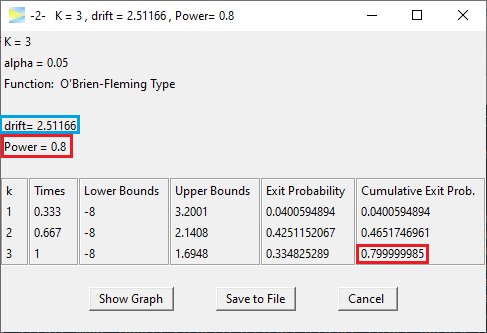 -2-   K = 3 , drift = 2.51166 , Power= 0.8
K = 3
alpha = 0.05
Function:  O'Brien-Fleming Type
drift= 2.51166
Power = 0.8
k Times Lower Bounds Upper Bounds Exit Probability Cumulative Exit Prob.
1 0.333 -8 3.2001 0.0400594894 0.0400594894
2 0.667 -8 2.1408 0.4251152067 0.4651746961
3 1 -8 1.6948 0.334825289 0.799999985
Show Graph Save to File Cancel